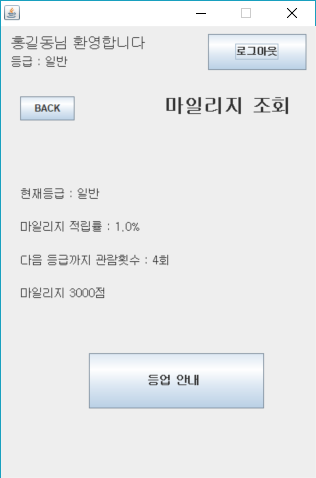 홍길동님 환영합니다
등급 : 일반
로그아웃
BACK
마일리지 조회
현재등급 : 일반
마일리지 적립률 : 1.0%
다음 등급까지 관람횟수 : 4회
마일리지 3000점
등업 안내